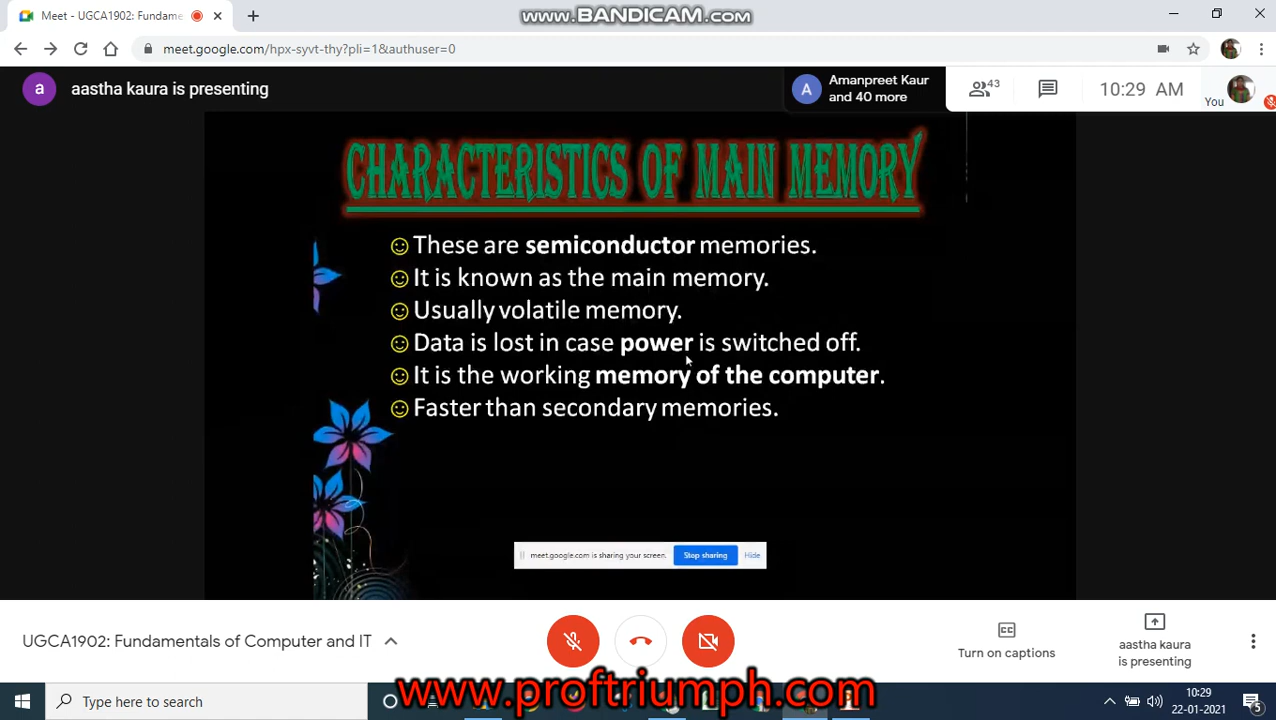 Meet - UGCA1902: Fundame
www.BANDICAM.com
meet.google.com/hpx-syvt-thy?pli=1&authuser=0
a
aastha kaura is presenting
A
Amanpreet Kaur
and 40 more
43
10:29 AM
You
CHARACTERISTICS OF MAIN MEMORY
These are semiconductor memories.
It is known as the main memory.
Usually volatile memory.
Data is lost in case power is switched off.
It is the working memory of the computer.
Faster than secondary memories.
meet.google.com is sharing your screen.
Stop sharing
Hide
UGCA1902: Fundamentals of Computer and IT
CC
Turn on captions
aastha kaura
is presenting
www.proftriumph.com
Type here to search
10:29
22-01-2021
5